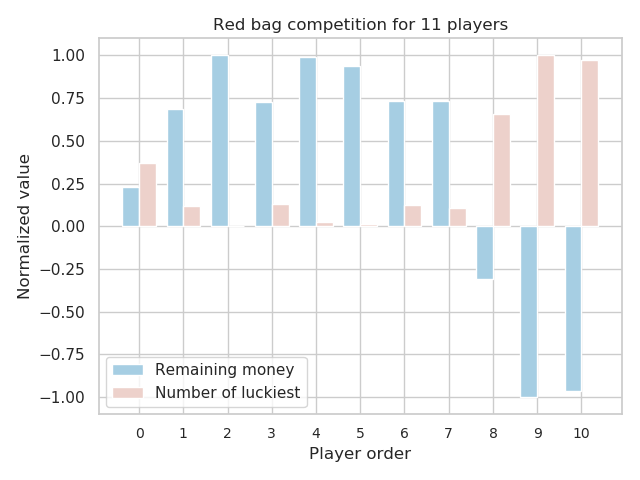 Red bag competition for 11 players
Normalized value
1.00
0.75
0.50
0.25
0.00
−0.25
−0.50
−0.75
−1.00
Remaining money
Number of luckiest
0 1 2 3 4 5 6 7 8 9 10
Player order